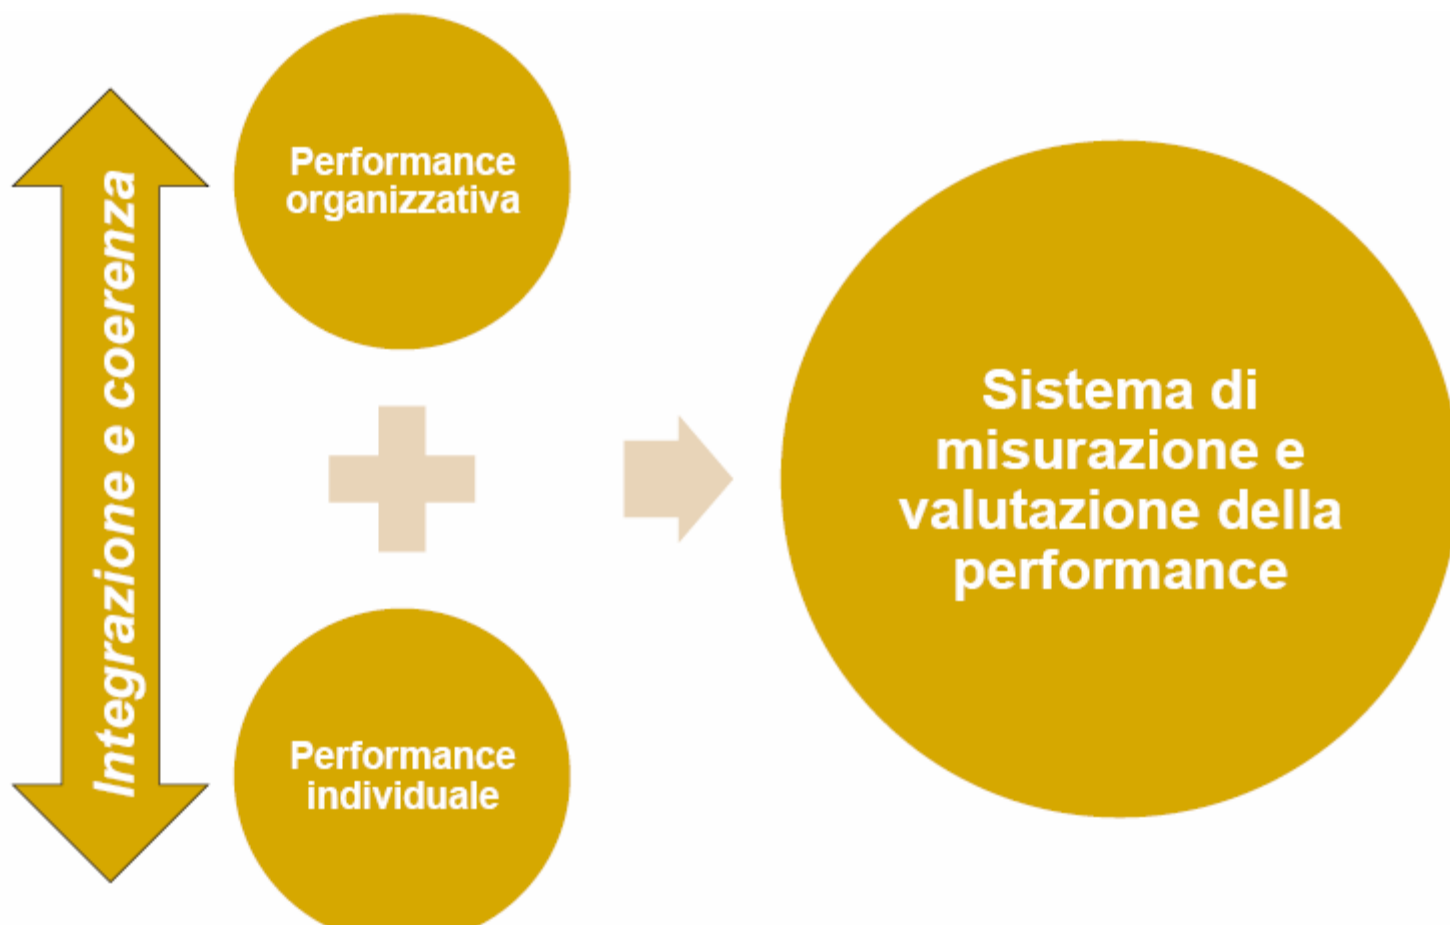 Integrazione e coerenza
Performance
organizzativa
Performance
individuale
Sistema di
misurazione e
valutazione della
performance